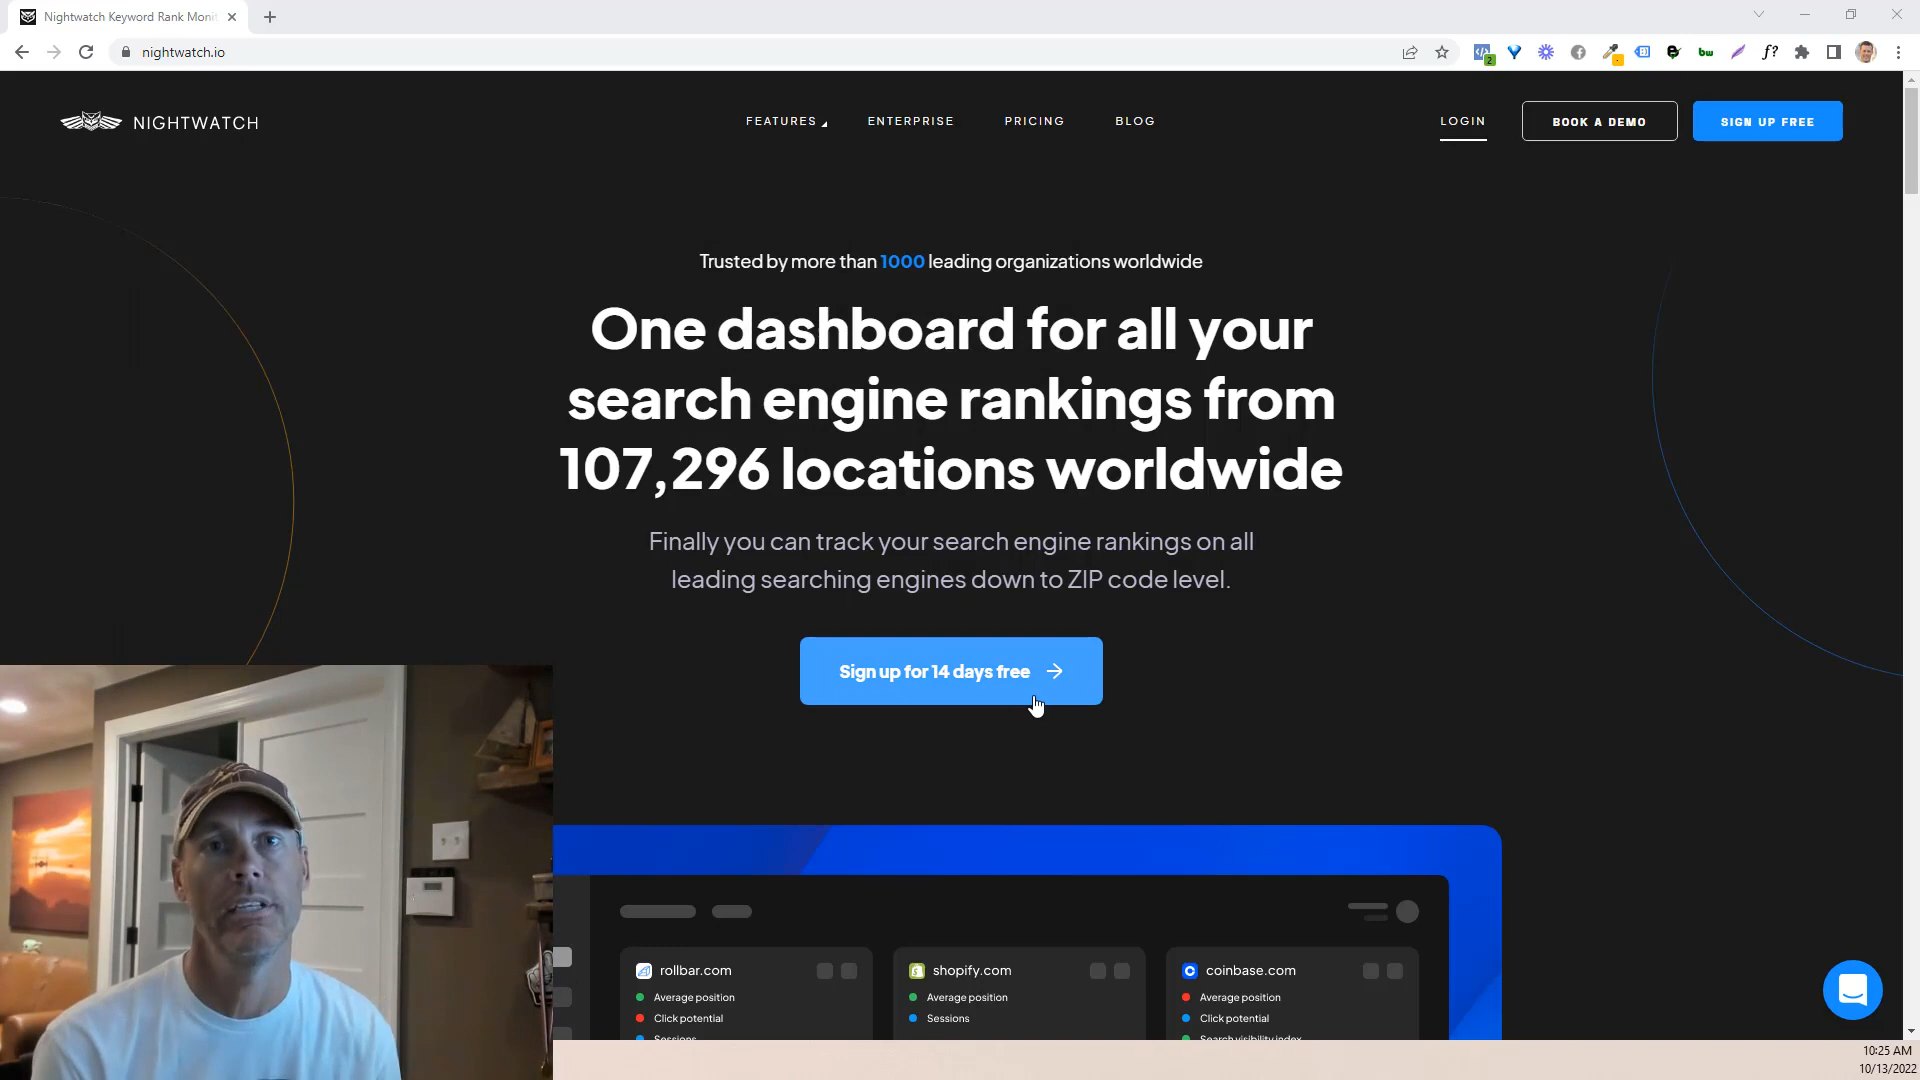 Nightwatch Keyword Rank Moni
nightwatch.io
2
bw
f?
NIGHTWATCH
FEATURES
ENTERPRISE
PRICING
BLOG
LOGIN
BOOK A DEMO
SIGN UP FREE
Trusted by more than 1000 leading organizations worldwide
One dashboard for all your
search engine rankings from
107,296 locations worldwide
Finally you can track your search engine rankings on all
leading searching engines down to ZIP code level.
Sign up for 14 days free
rollbar.com
Average position
Click potential
Sessions
shopify.com
Average position
Sessions
coinbase.com
Average position
Click potential
Search visibility index
10:25 AM
10/13/2022